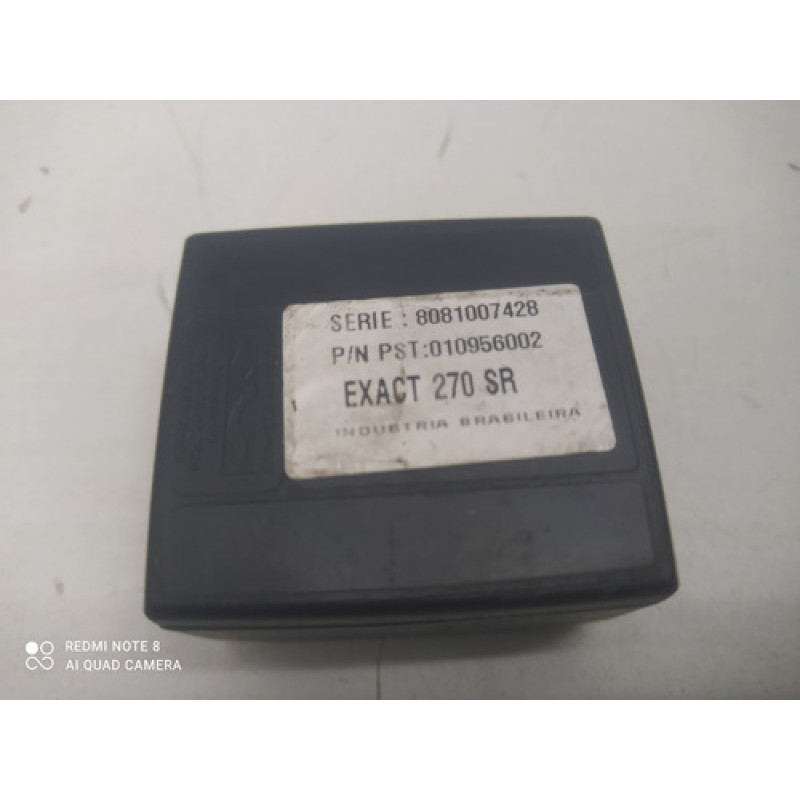 SERIE : 8081007428
P/N PST:010956002
EXACT 270 SR
INDUSTRIA BRASILEIRA
REDMI NOTE 8
AI QUAD CAMERA